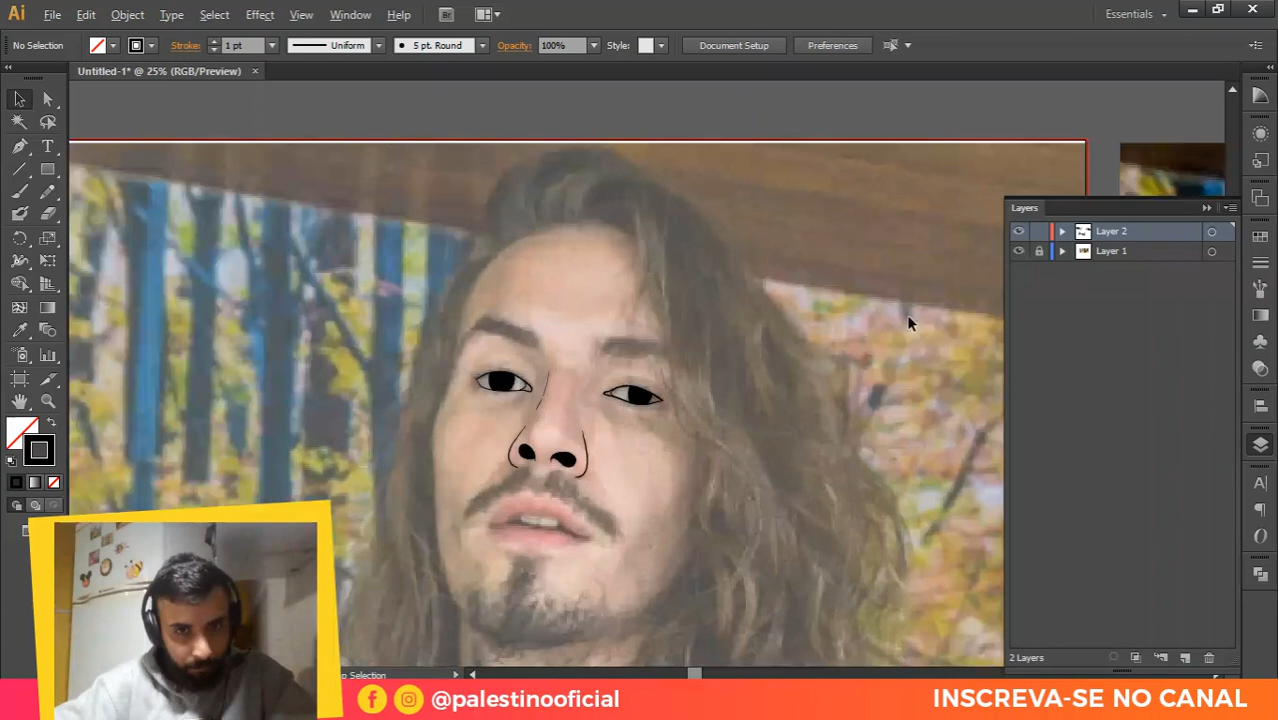 Ai File Edit Object Type Select Effect View Window Help Br Essentials
No Selection Stroke: 1 pt Uniform 5 pt. Round Opacity: 100% Style: Document Setup Preferences
Untitled-1* @ 25% (RGB/Preview)
Layers
Layer 2
Layer 1
2 Layers
Selection
@palestinooficial
INSCREVA-SE NO CANAL